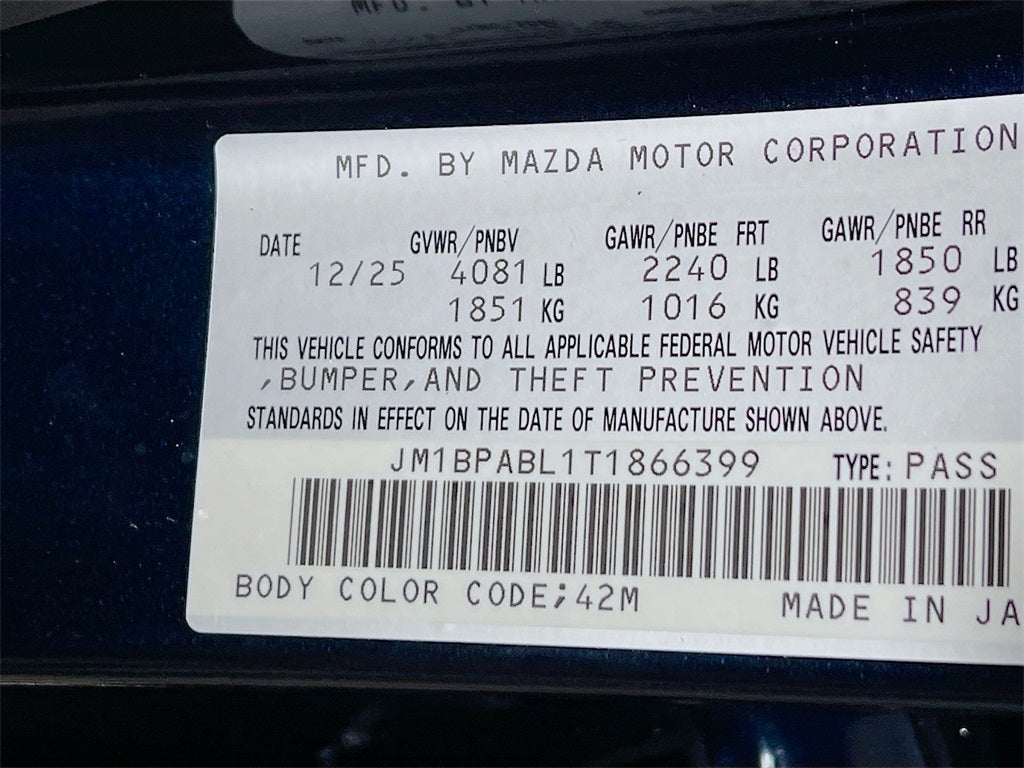 MFD. BY MAZDA MOTOR CORPORATION
DATE GVWR/PNBV GAWR/PNBE FRT GAWR/PNBE RR
12/25 4081 LB 2240 LB 1850 LB
1851 KG 1016 KG 839 KG
THIS VEHICLE CONFORMS TO ALL APPLICABLE FEDERAL MOTOR VEHICLE SAFETY
,BUMPER,AND THEFT PREVENTION
STANDARDS IN EFFECT ON THE DATE OF MANUFACTURE SHOWN ABOVE.
JM1BPABL1T1866399 TYPE: PASS
BODY COLOR CODE;42M MADE IN JA